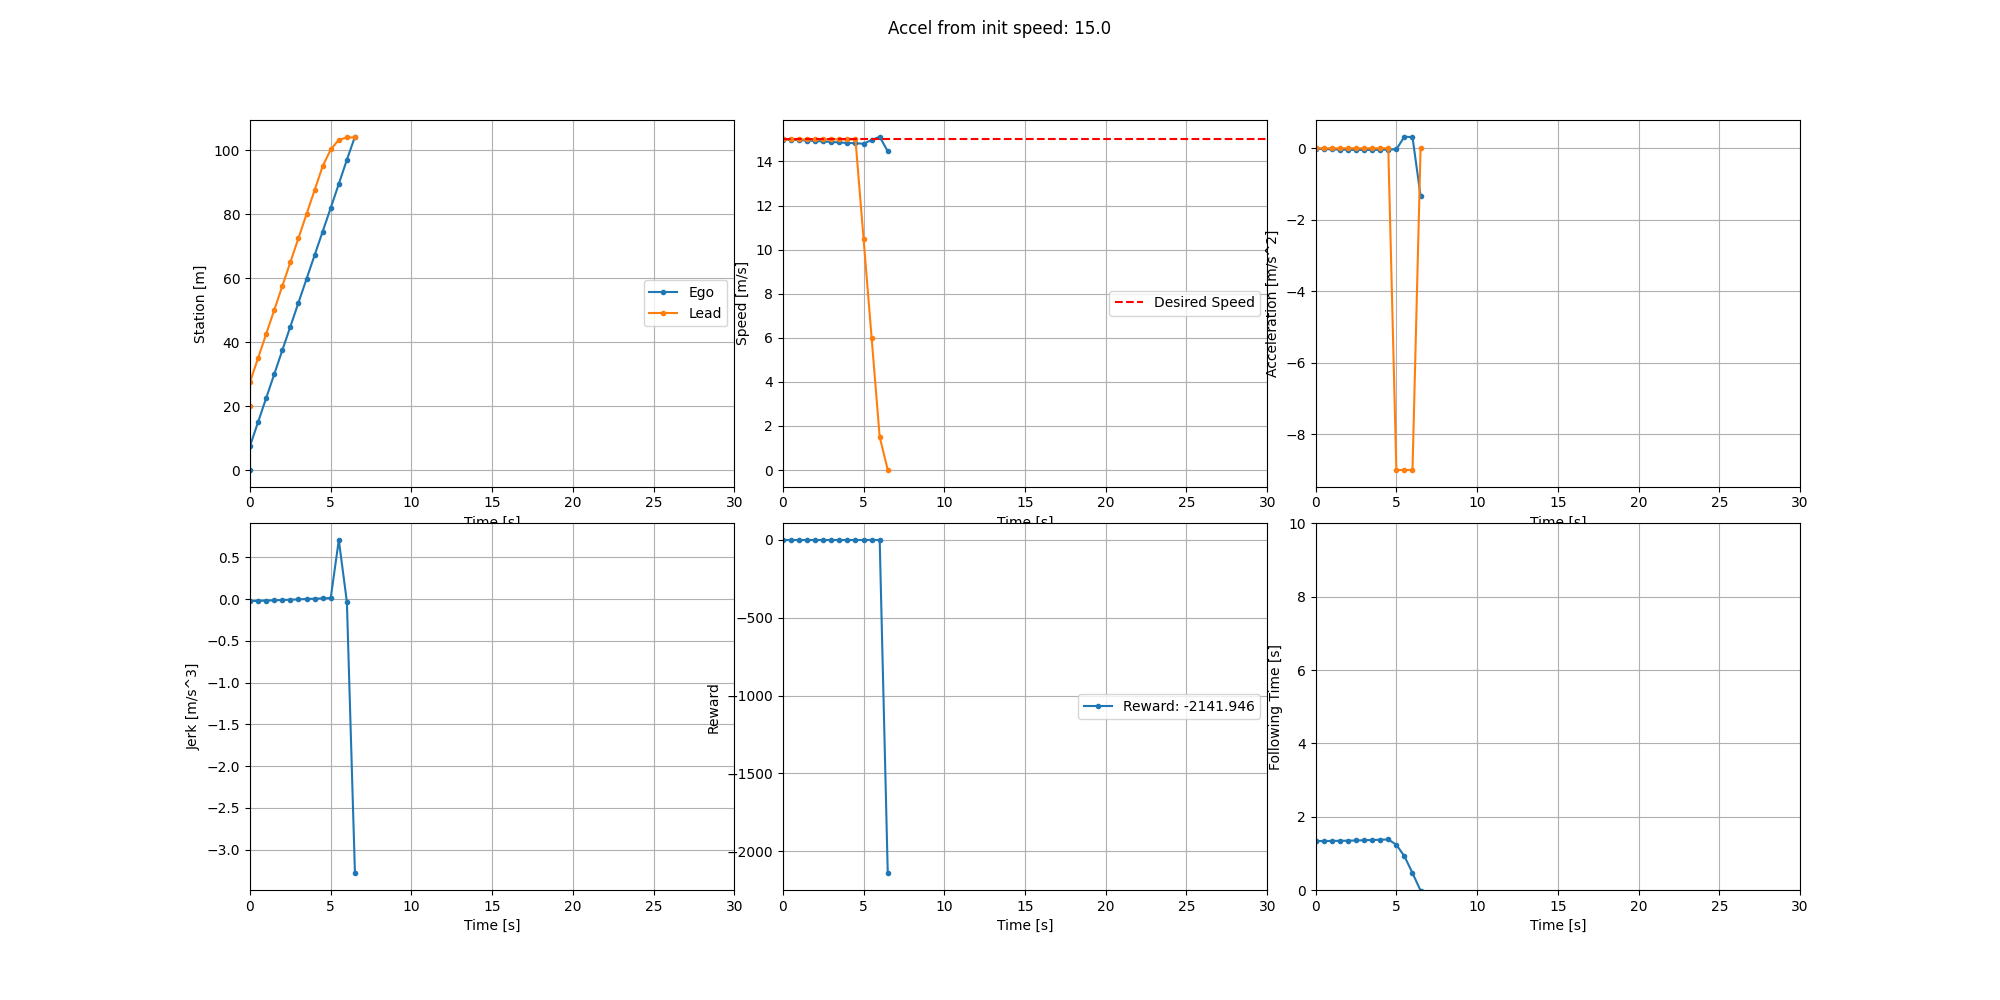 Accel from init speed: 15.0
Station [m]
100
80
60
40
20
0
0 5 10 15 20 25 30
Time [s]
Ego
Lead
Speed [m/s]
14
12
10
8
6
4
2
0
0 5 10 15 20 25 30
Time [s]
Desired Speed
Acceleration [m/s^2]
0
−2
−4
−6
−8
0 5 10 15 20 25 30
Time [s]
Jerk [m/s^3]
0.5
0.0
−0.5
−1.0
−1.5
−2.0
−2.5
−3.0
0 5 10 15 20 25 30
Time [s]
Reward
0
−500
−1000
−1500
−2000
0 5 10 15 20 25 30
Time [s]
Reward: -2141.946
Following Time [s]
10
8
6
4
2
0
0 5 10 15 20 25 30
Time [s]